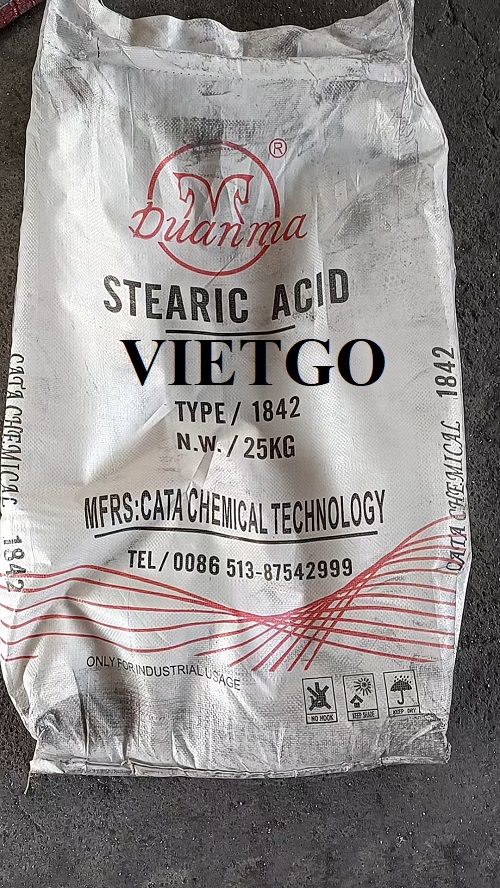 ®
Duanma
STEARIC ACID
VIETGO
TYPE/ 1842
N.W./25KG
MFRS:CATA CHEMICAL TECHNOLOGY
TEL/0086 513-87542999
ONLY FOR INDUSTRIAL USAGE
NO HOOK
KEEP SHADE
KEEP DRY
CATA CHEMICAL 1842
CATA CHEMICAL 1842